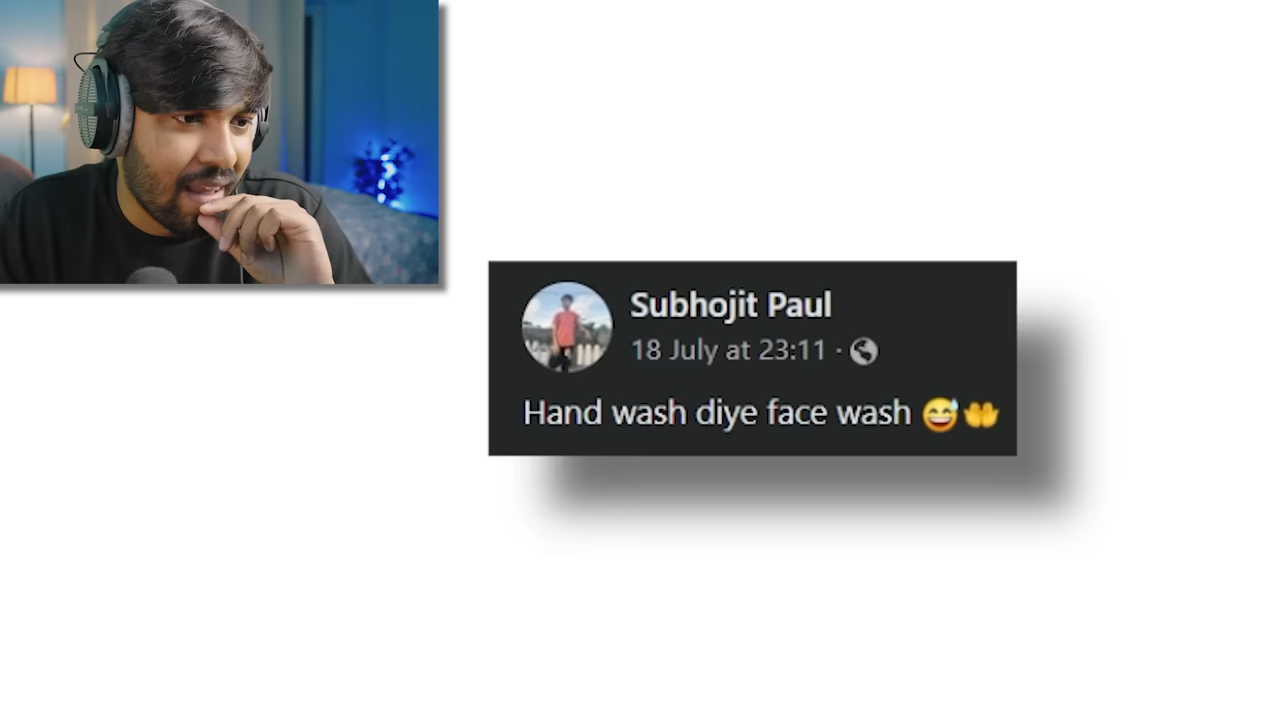 Subhojit Paul
18 July at 23:11 ·
Hand wash diye face wash 😅🤲